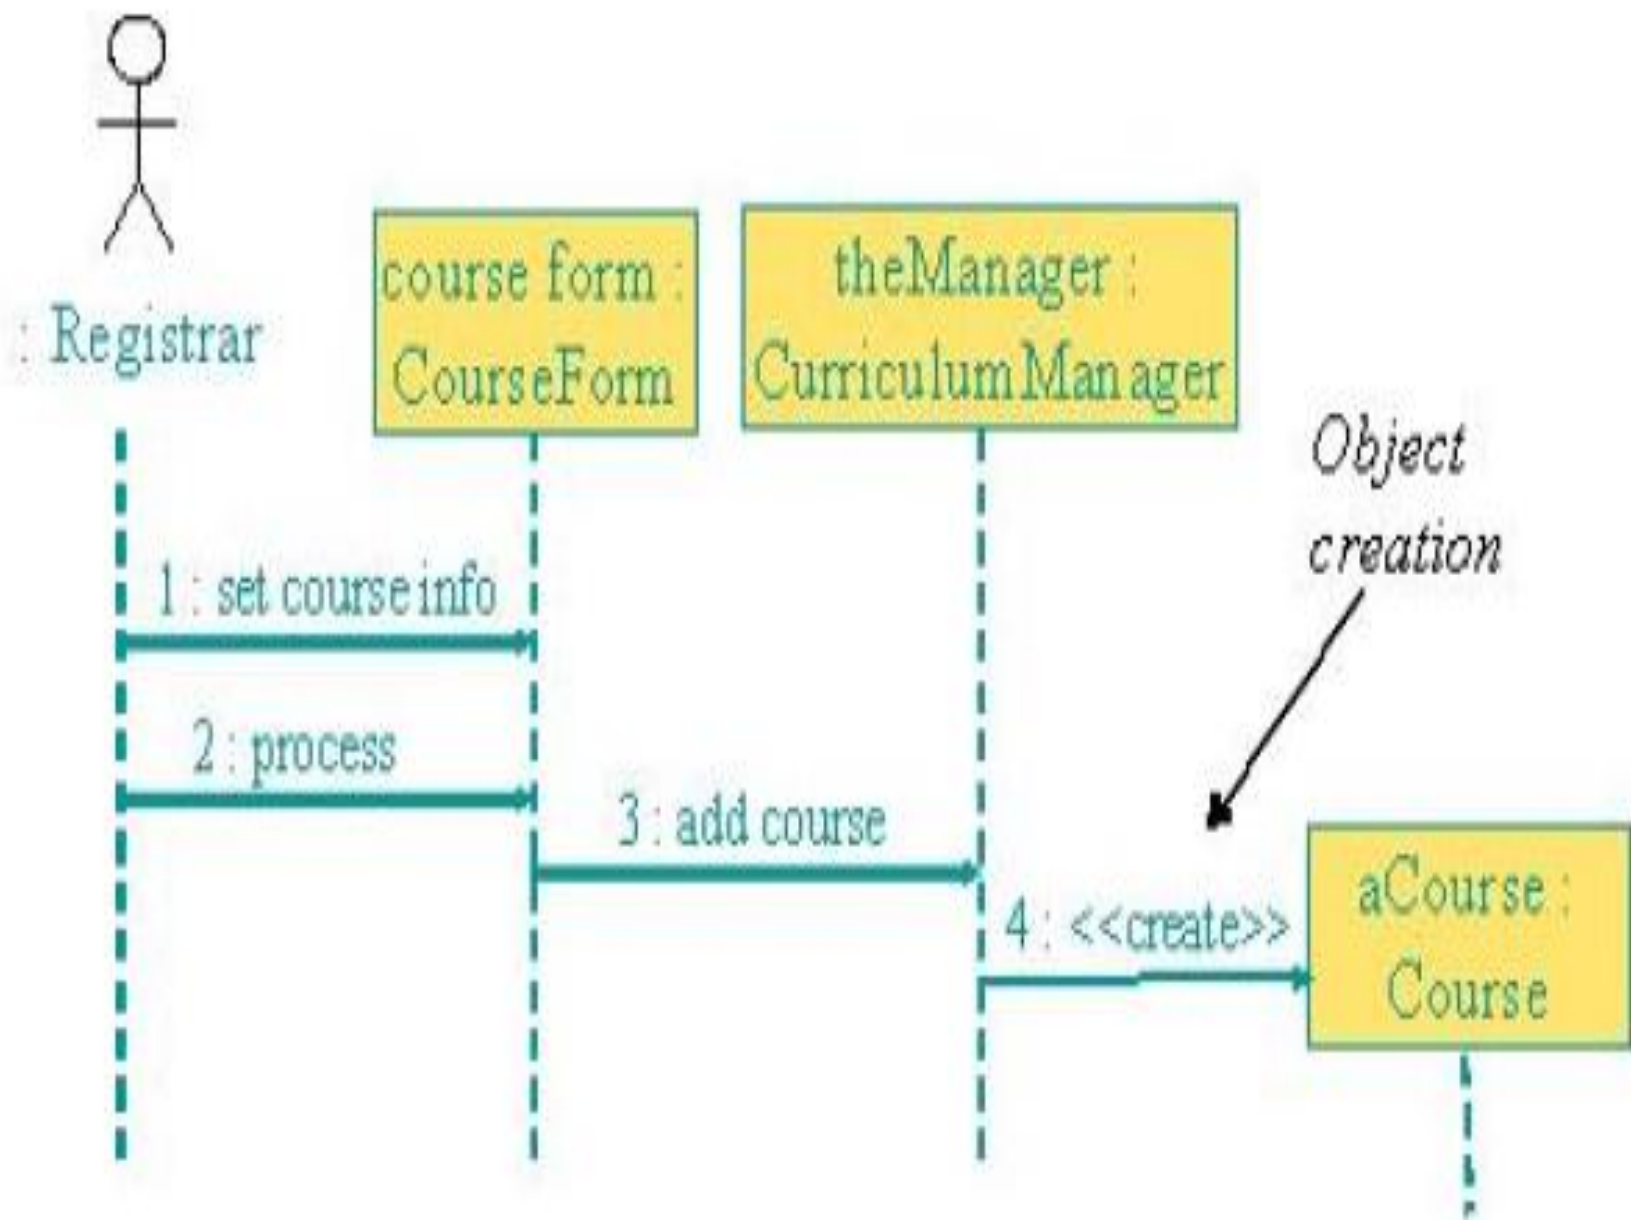 : Registrar
course form :
CourseForm
theManager :
CurriculumManager
Object
creation
1 : set course info
2 : process
3 : add course
4 : <<create>>
aCourse :
Course